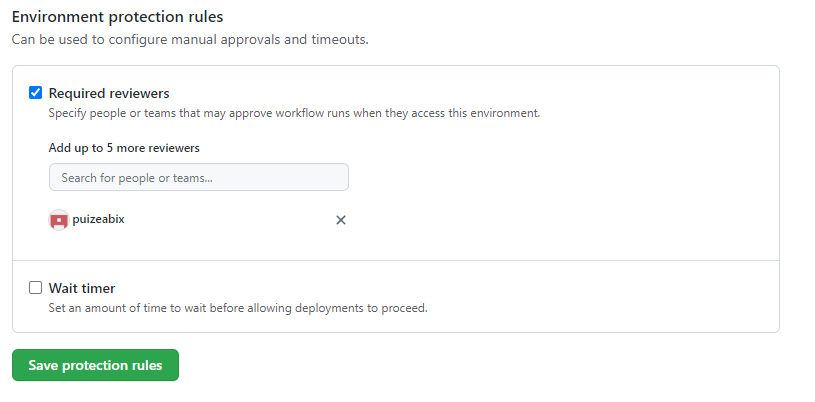 Environment protection rules
Can be used to configure manual approvals and timeouts.
Required reviewers
Specify people or teams that may approve workflow runs when they access this environment.
Add up to 5 more reviewers
Search for people or teams...
puizeabix
Wait timer
Set an amount of time to wait before allowing deployments to proceed.
Save protection rules